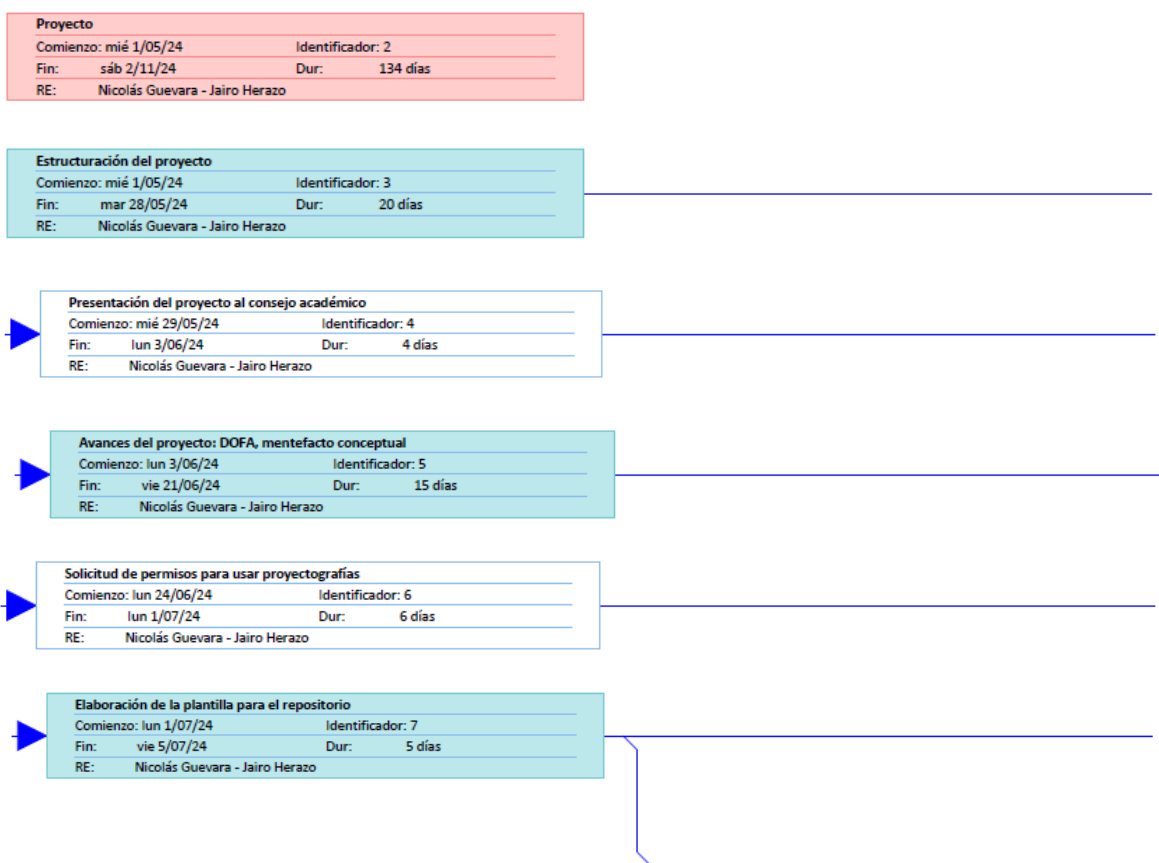 Proyecto
Comienzo: mié 1/05/24 Identificador: 2
Fin: sáb 2/11/24 Dur: 134 días
RE: Nicolás Guevara - Jairo Herazo
Estructuración del proyecto
Comienzo: mié 1/05/24 Identificador: 3
Fin: mar 28/05/24 Dur: 20 días
RE: Nicolás Guevara - Jairo Herazo
Presentación del proyecto al consejo académico
Comienzo: mié 29/05/24 Identificador: 4
Fin: lun 3/06/24 Dur: 4 días
RE: Nicolás Guevara - Jairo Herazo
Avances del proyecto: DOFA, mentefacto conceptual
Comienzo: lun 3/06/24 Identificador: 5
Fin: vie 21/06/24 Dur: 15 días
RE: Nicolás Guevara - Jairo Herazo
Solicitud de permisos para usar proyectografías
Comienzo: lun 24/06/24 Identificador: 6
Fin: lun 1/07/24 Dur: 6 días
RE: Nicolás Guevara - Jairo Herazo
Elaboración de la plantilla para el repositorio
Comienzo: lun 1/07/24 Identificador: 7
Fin: vie 5/07/24 Dur: 5 días
RE: Nicolás Guevara - Jairo Herazo